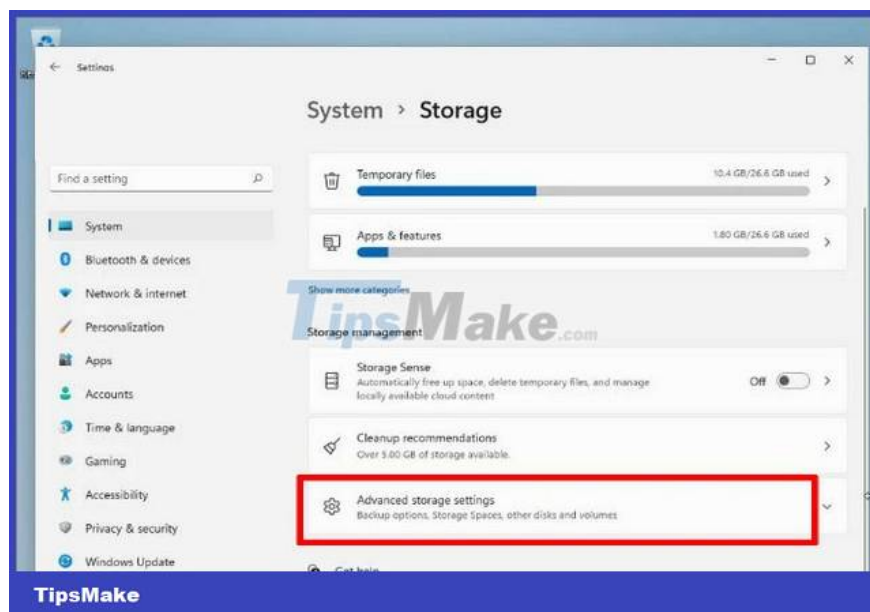 Settings
System > Storage
Find a setting
Temporary files
10.4 GB/26.6 GB used
Apps & features
1.80 GB/26.6 GB used
Show more categories
Storage management
Storage Sense
Automatically free up space, delete temporary files, and manage
locally available cloud content
Off
Cleanup recommendations
Over 5.00 GB of storage available.
Advanced storage settings
Backup options, Storage Spaces, other disks and volumes
Get help
System
Bluetooth & devices
Network & internet
Personalization
Apps
Accounts
Time & language
Gaming
Accessibility
Privacy & security
Windows Update
TipsMake.com
TipsMake